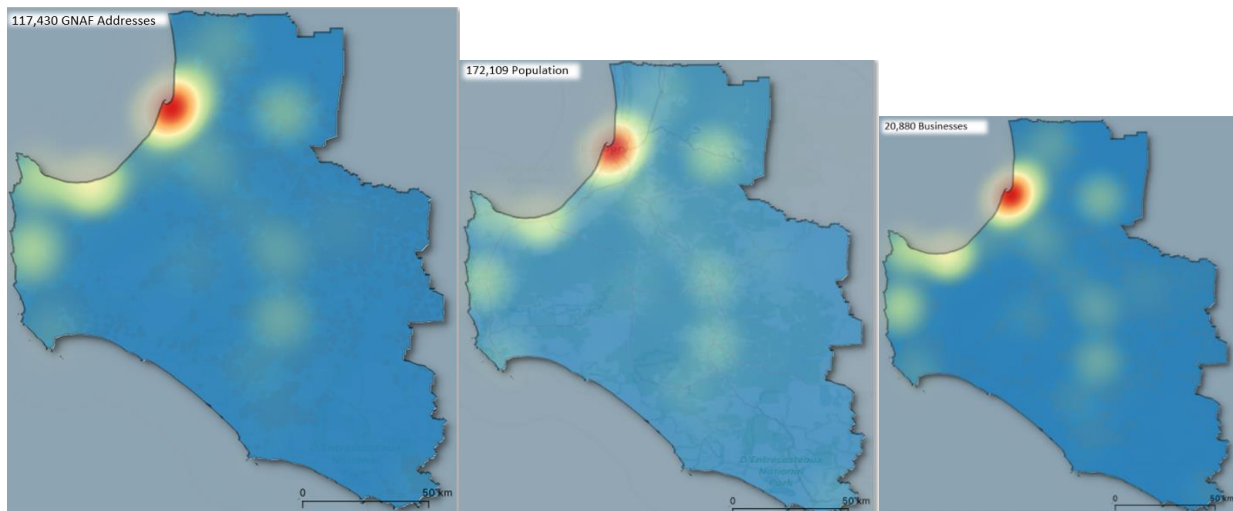 117,430 GNAF Addresses
172,109 Population
20,880 Businesses
D'Entrecasteaux
National
Park
0 50 km
0 50 km
0 50 km